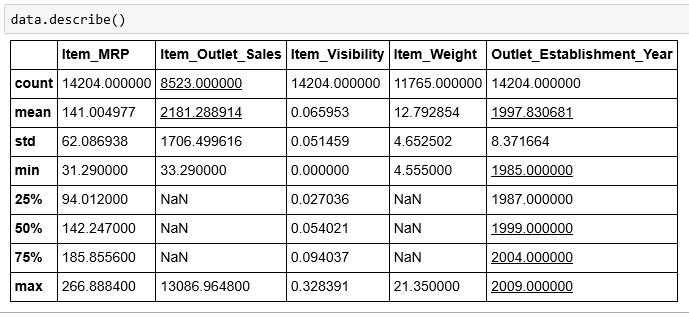 data.describe()
Item_MRP Item_Outlet_Sales Item_Visibility Item_Weight Outlet_Establishment_Year
count 14204.000000 8523.000000 14204.000000 11765.000000 14204.000000
mean 141.004977 2181.288914 0.065953 12.792854 1997.830681
std 62.086938 1706.499616 0.051459 4.652502 8.371664
min 31.290000 33.290000 0.000000 4.555000 1985.000000
25% 94.012000 NaN 0.027036 NaN 1987.000000
50% 142.247000 NaN 0.054021 NaN 1999.000000
75% 185.855600 NaN 0.094037 NaN 2004.000000
max 266.888400 13086.964800 0.328391 21.350000 2009.000000